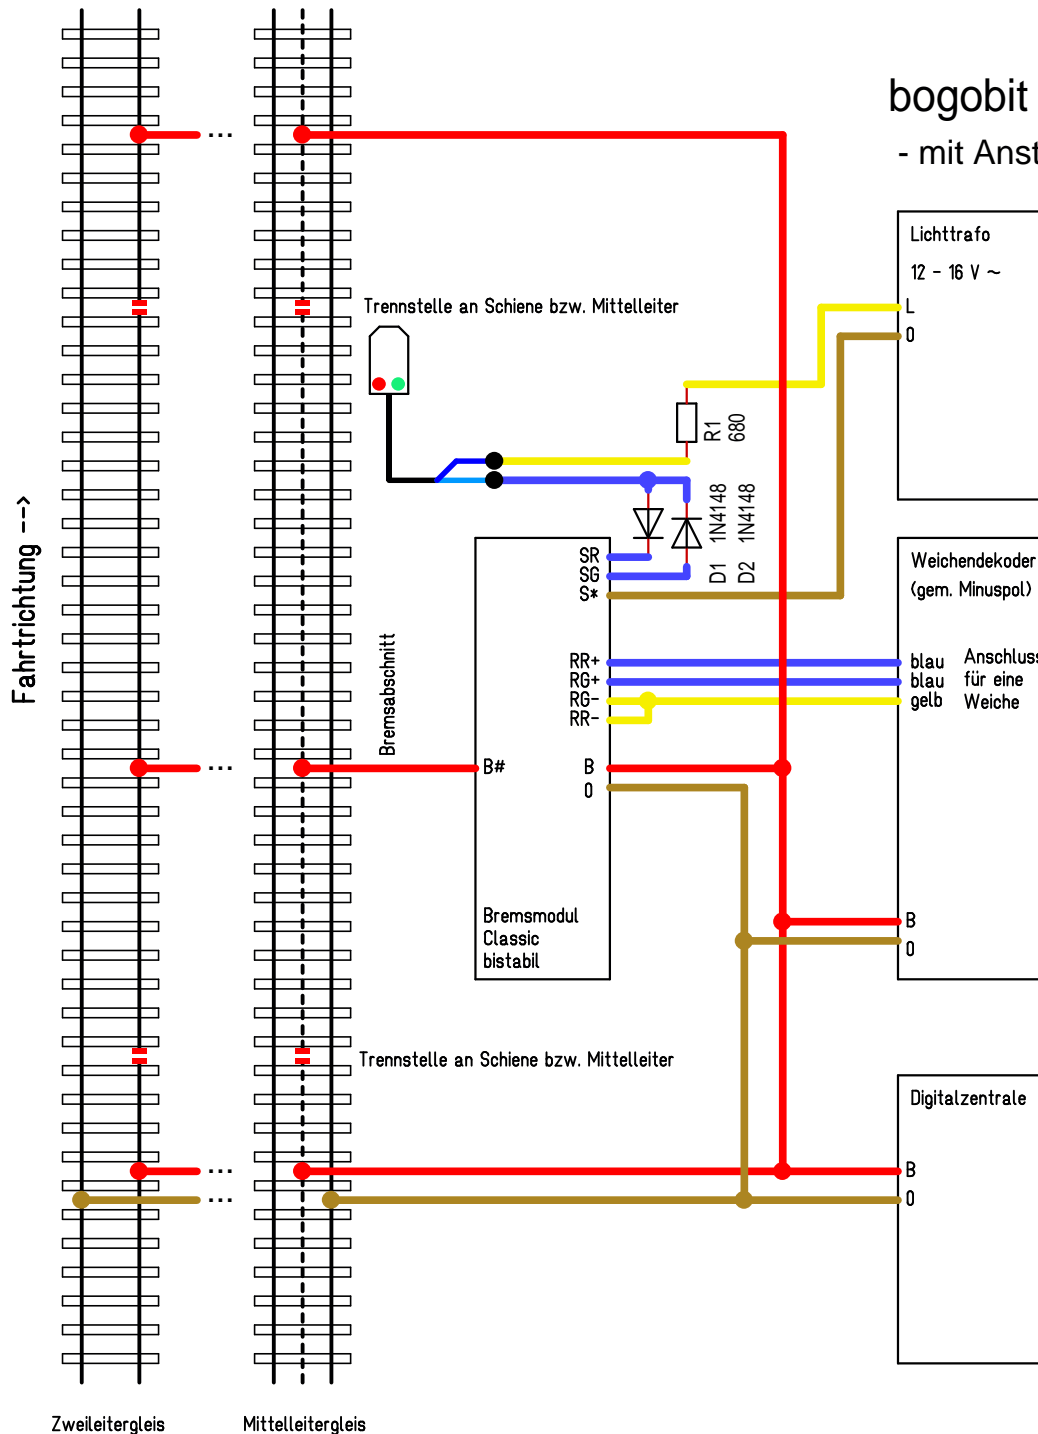 bogobit
- mit Anst
...
Lichttrafo
12 - 16 V ~
L
0
Trennstelle an Schiene bzw. Mittelleiter
R1
680
D1 1N4148
D2 1N4148
Fahrtrichtung -->
Bremsabschnitt
SR
SG
S*
RR+
RG+
RG-
RR-
B#
B
0
Bremsmodul
Classic
bistabil
Weichendekoder
(gem. Minuspol)
blau
blau
gelb
Anschluss
für eine
Weiche
...
B
0
Trennstelle an Schiene bzw. Mittelleiter
Digitalzentrale
...
B
...
0
Zweileitergleis
Mittelleitergleis